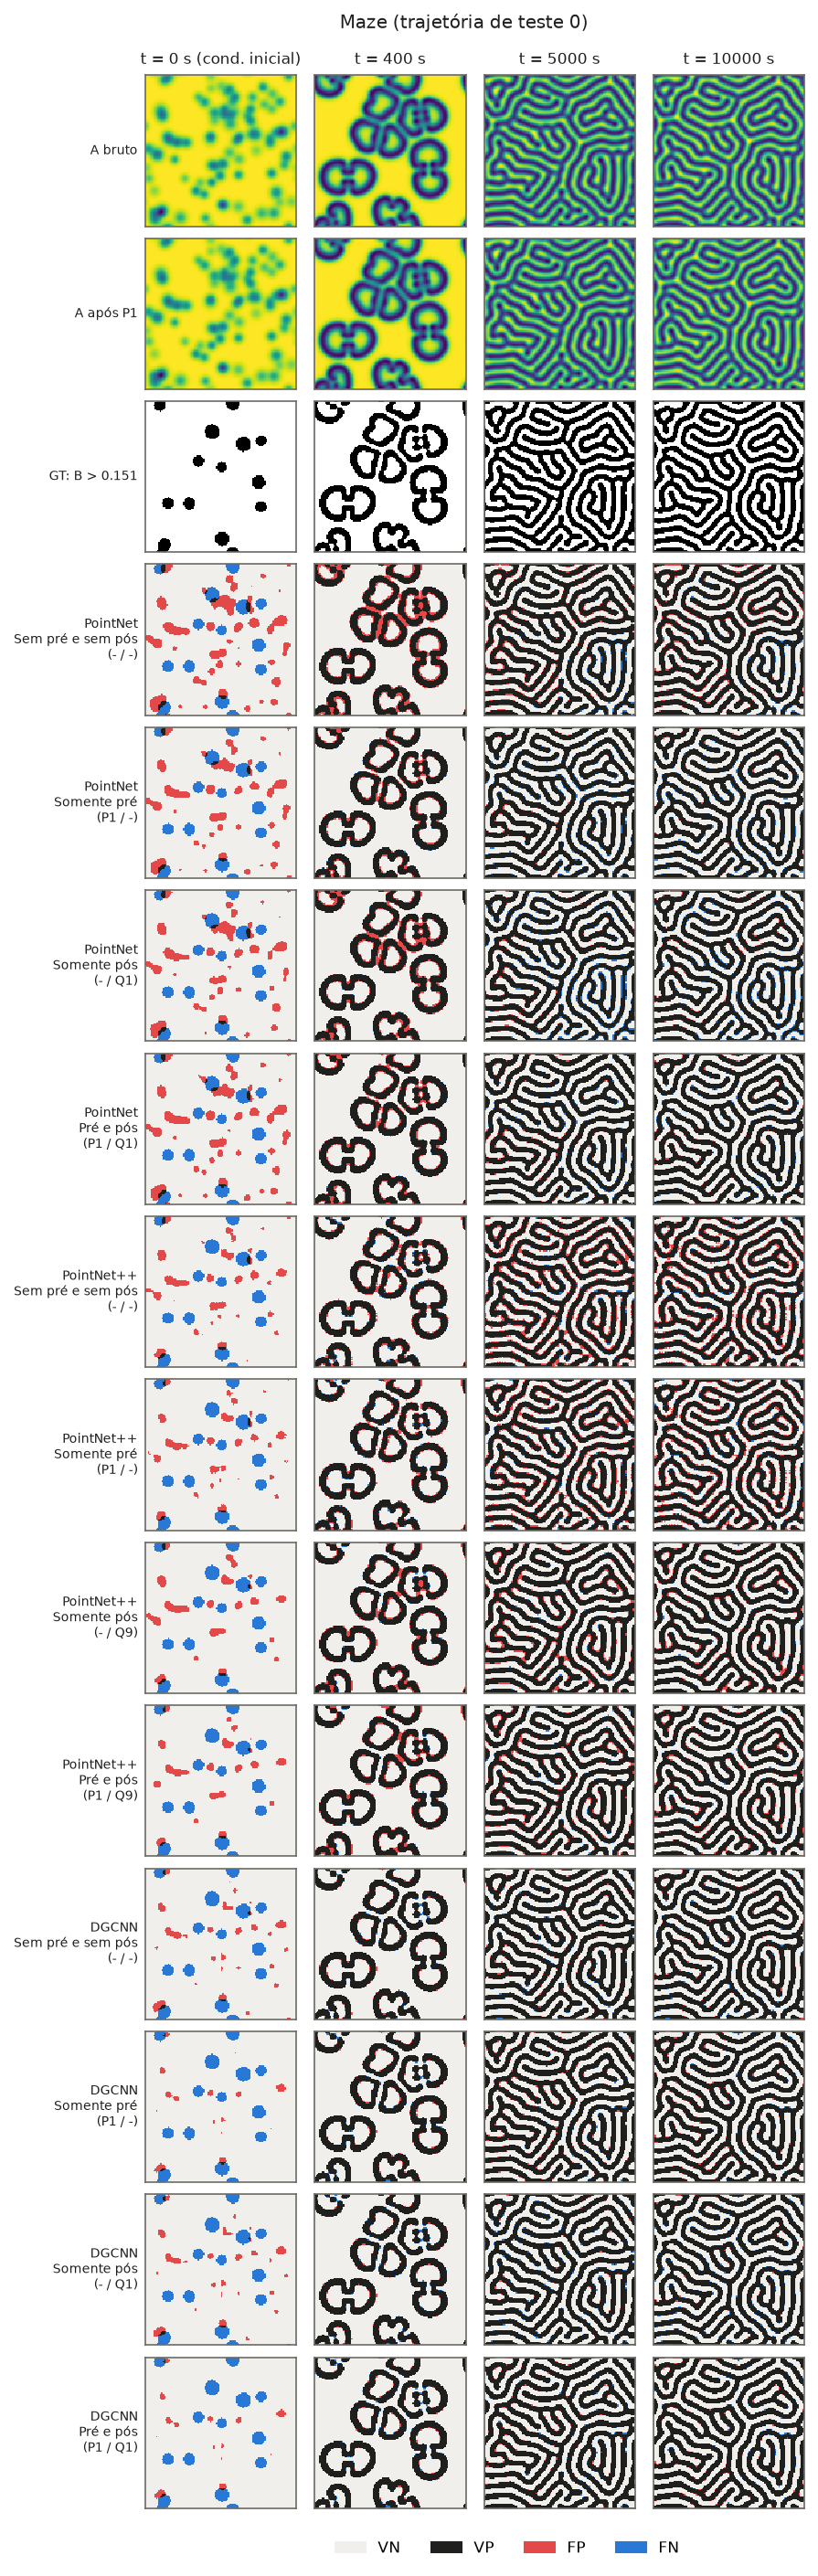 Maze (trajetória de teste 0)
t = 0 s (cond. inicial)
t = 400 s
t = 5000 s
t = 10000 s
A bruto
A após P1
GT: B > 0.151
PointNet
Sem pré e sem pós
(- / -)
PointNet
Somente pré
(P1 / -)
PointNet
Somente pós
(- / Q1)
PointNet
Pré e pós
(P1 / Q1)
PointNet++
Sem pré e sem pós
(- / -)
PointNet++
Somente pré
(P1 / -)
PointNet++
Somente pós
(- / Q9)
PointNet++
Pré e pós
(P1 / Q9)
DGCNN
Sem pré e sem pós
(- / -)
DGCNN
Somente pré
(P1 / -)
DGCNN
Somente pós
(- / Q1)
DGCNN
Pré e pós
(P1 / Q1)
VN
VP
FP
FN